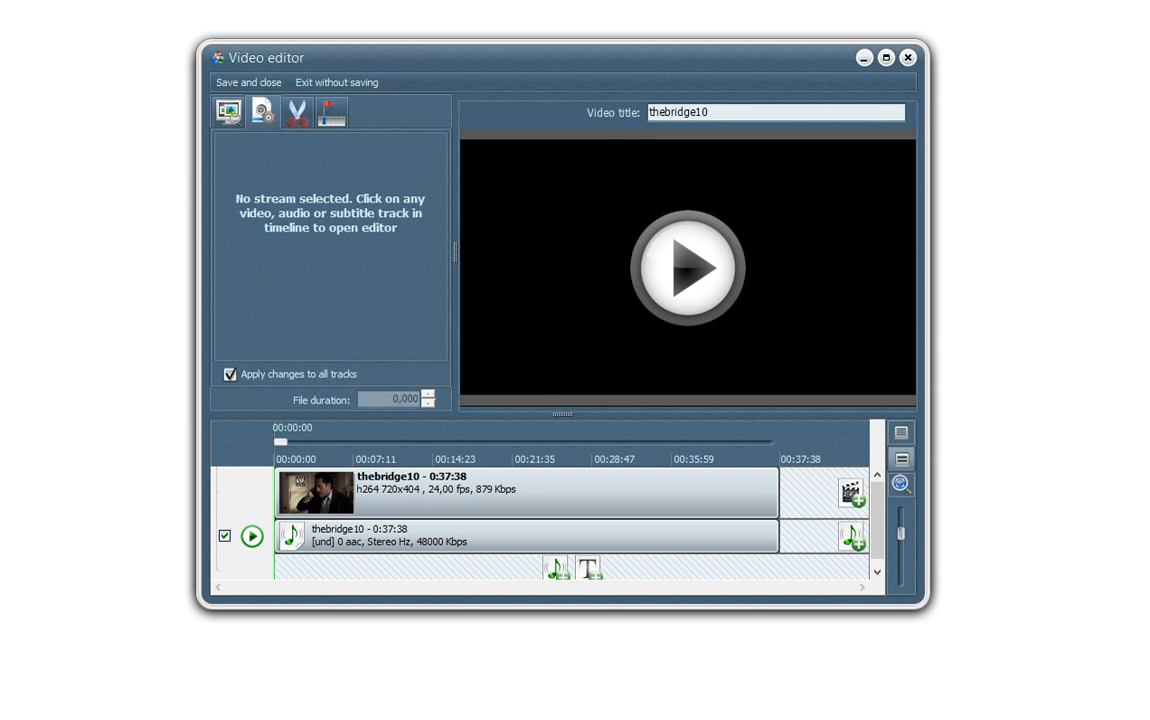 Video editor
Save and close Exit without saving
Video title: thebridge10
No stream selected. Click on any
video, audio or subtitle track in
timeline to open editor
Apply changes to all tracks
File duration: 0,000
00:00:00
00:00:00 00:07:11 00:14:23 00:21:35 00:28:47 00:35:59 00:37:38
thebridge10 - 0:37:38
h264 720x404 , 24,00 fps, 879 Kbps
thebridge10 - 0:37:38
[und] 0 aac, Stereo Hz, 48000 Kbps
T